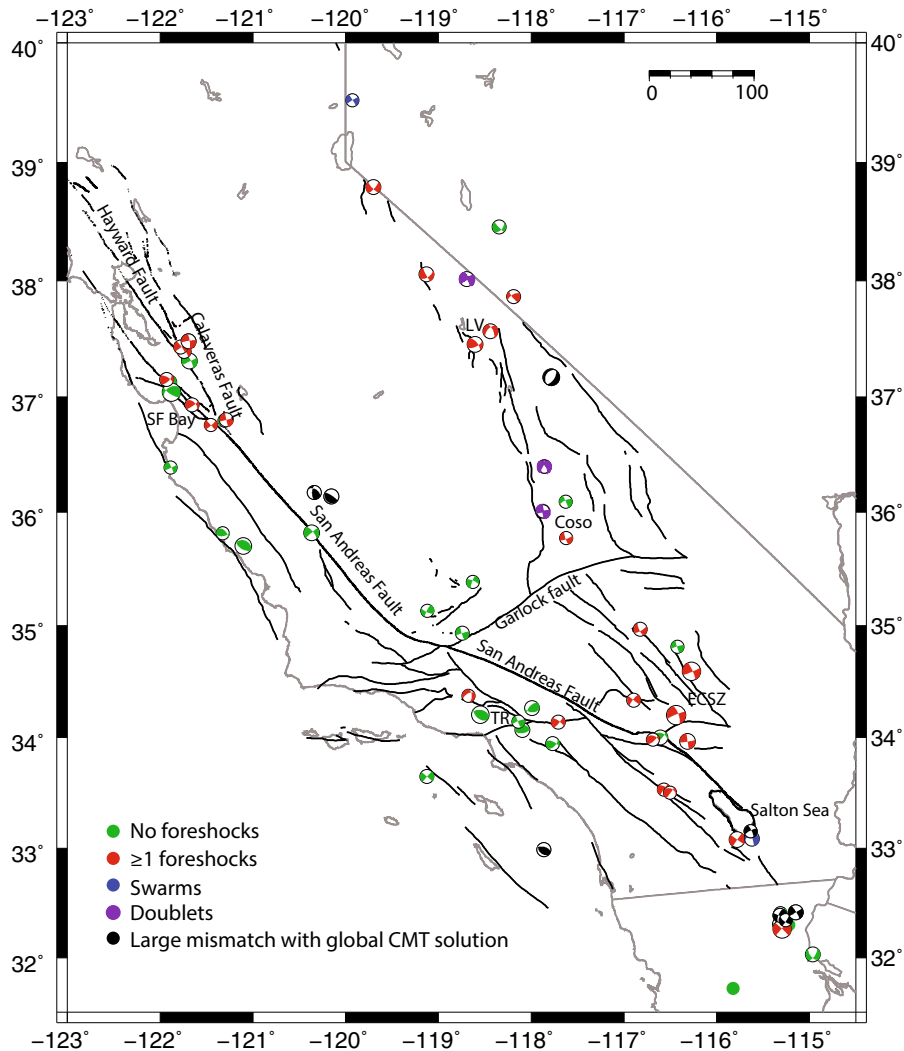 −122˚ −121˚ −120˚ −119˚ −118˚ −117˚ −116˚ −115˚
40˚ 40˚
0 100
39˚ 39˚
Hayward Fault
38˚ 38˚
Calaveras Fault
LV
37˚ 37˚
SF Bay
36˚ 36˚
Coso
San Andreas Fault
Garlock fault
35˚ 35˚
San Andreas Fault
ECSZ
TR
34˚ 34˚
Salton Sea
No foreshocks
≥1 foreshocks
33˚ 33˚
Swarms
Doublets
Large mismatch with global CMT solution
32˚ 32˚
−123˚ −122˚ −121˚ −120˚ −119˚ −118˚ −117˚ −116˚ −115˚